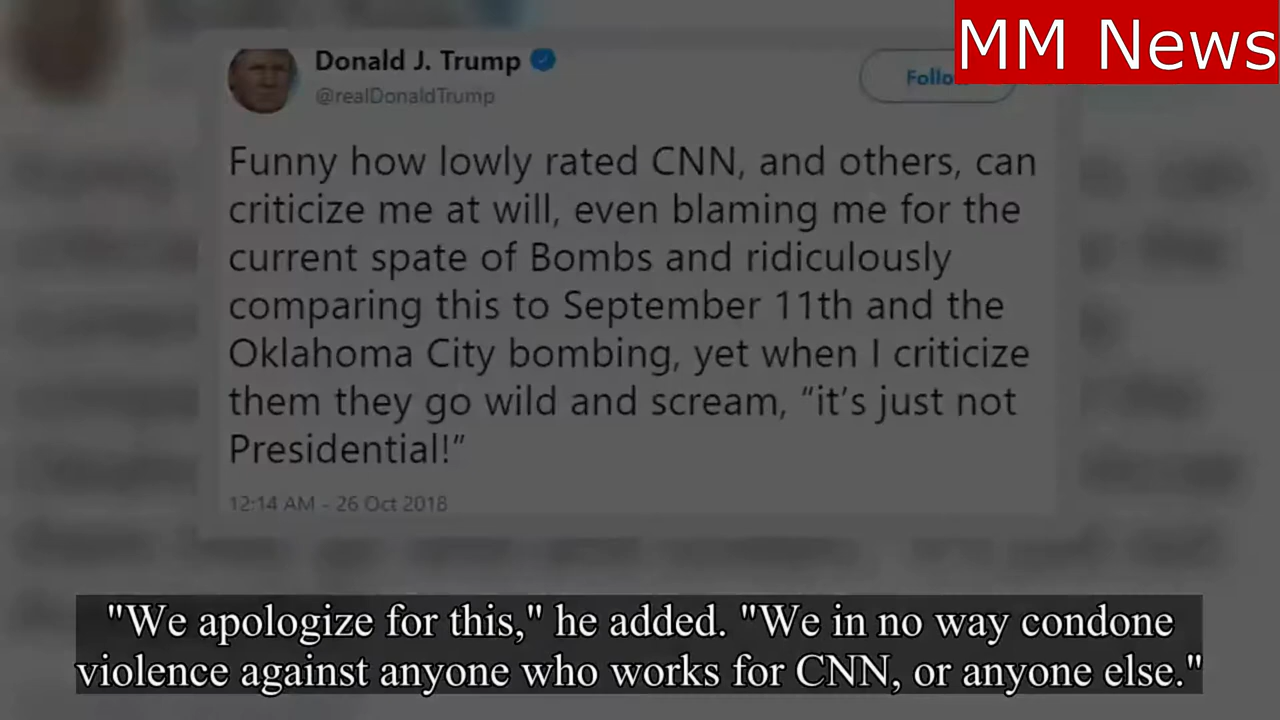 MM News
Donald J. Trump
@realDonaldTrump
Funny how lowly rated CNN, and others, can
criticize me at will, even blaming me for the
current spate of Bombs and ridiculously
comparing this to September 11th and the
Oklahoma City bombing, yet when I criticize
them they go wild and scream, “it’s just not
Presidential!”
12:14 AM - 26 Oct 2018
"We apologize for this," he added. "We in no way condone
violence against anyone who works for CNN, or anyone else."